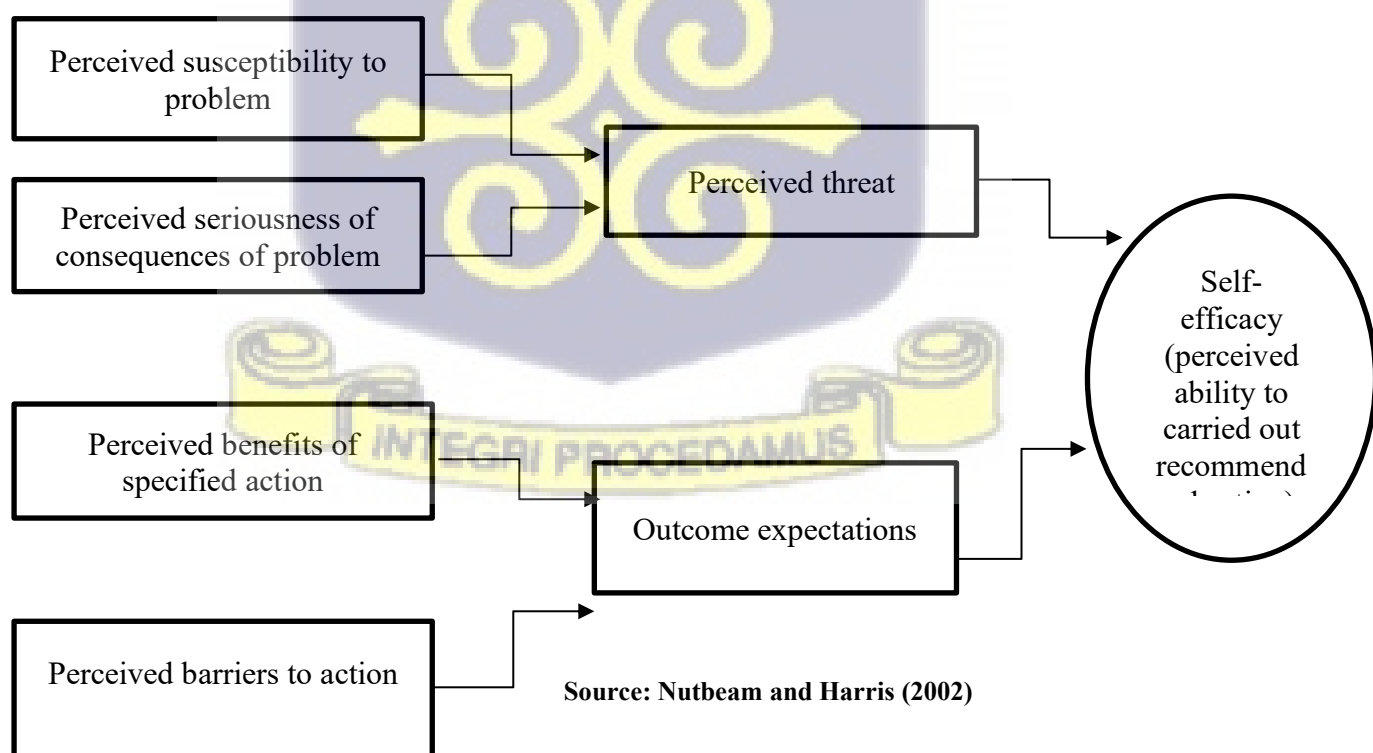 Perceived susceptibility to
problem
Perceived seriousness of
consequences of problem
Perceived threat
Perceived benefits of
specified action
Outcome expectations
Perceived barriers to action
Self-
efficacy
(perceived
ability to
carried out
recommend
INTEGRI PROCEDAMUS
Source: Nutbeam and Harris (2002)